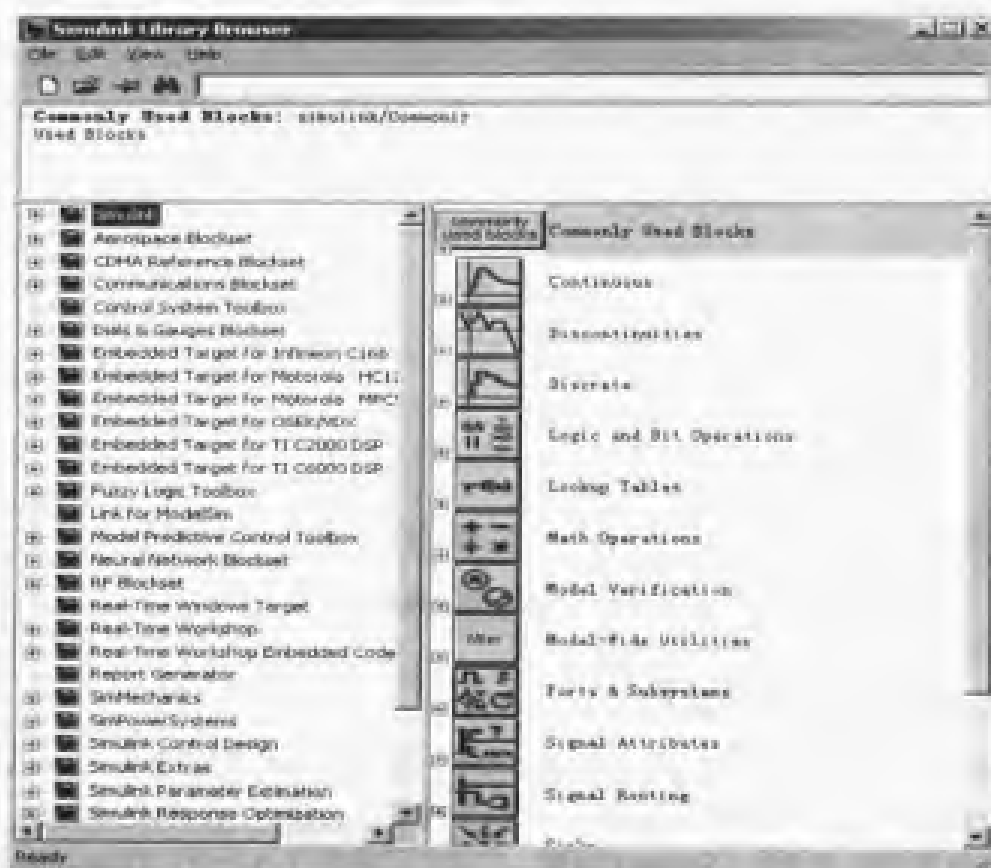 Simulink Library Browser
File Edit View Help
Commonly Used Blocks: simulink/Commonly
Used Blocks
Simulink
Aerospace Blockset
CDMA Reference Blockset
Communications Blockset
Control System Toolbox
Dials & Gauges Blockset
Embedded Target for Infineon C166
Embedded Target for Motorola HC12
Embedded Target for Motorola MPC
Embedded Target for OSEK/VDX
Embedded Target for TI C2000 DSP
Embedded Target for TI C6000 DSP
Fuzzy Logic Toolbox
Link for ModelSim
Model Predictive Control Toolbox
Neural Network Blockset
RF Blockset
Real-Time Windows Target
Real-Time Workshop
Real-Time Workshop Embedded Code
Report Generator
SimMechanics
SimPowerSystems
Simulink Control Design
Simulink Extras
Simulink Parameter Estimation
Simulink Response Optimization
Commonly
Used Blocks
Commonly Used Blocks
Continuous
Discontinuities
Discrete
Logic and Bit Operations
Lookup Tables
Math Operations
Model Verification
Misc
Model-Wide Utilities
Ports & Subsystems
Signal Attributes
Signal Routing
Ready